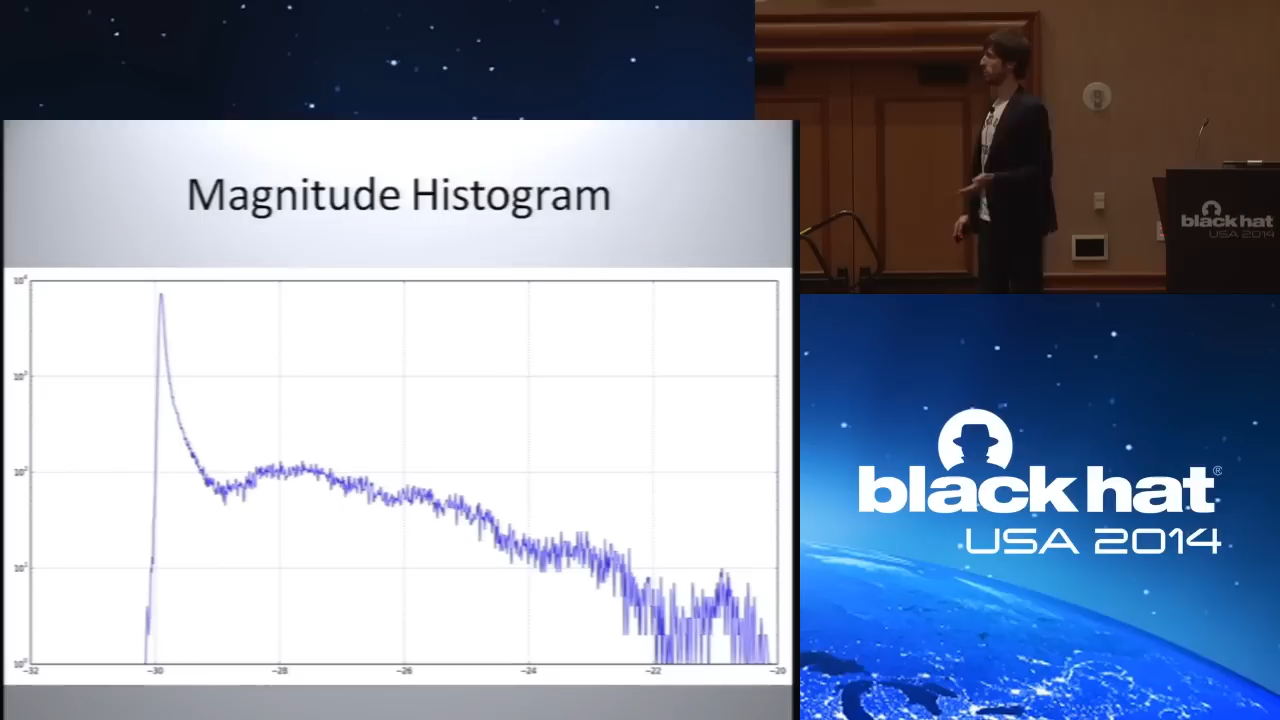 Magnitude Histogram
10⁴
10³
10²
10¹
10⁰
−32 −30 −28 −26 −24 −22 −20
black hat
USA 2014
black hat®
USA 2014